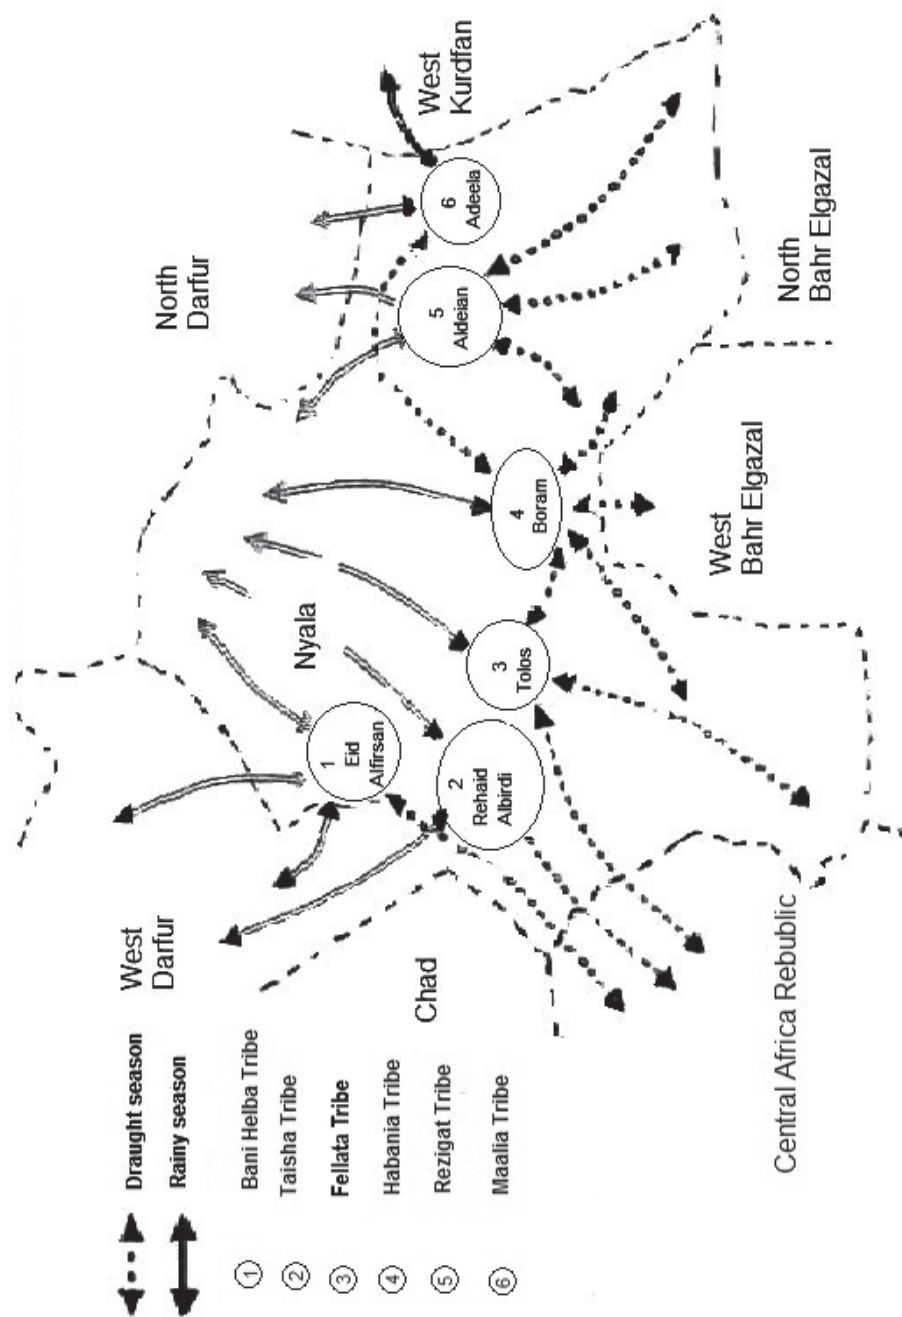 Draught season
Rainy season
1 Bani Helba Tribe
2 Taisha Tribe
3 Fellata Tribe
4 Habania Tribe
5 Rezigat Tribe
6 Maalia Tribe
West
Darfur
North
Darfur
West
Kurdfan
Nyala
Chad
1
Eid
Alfirsan
2
Rehaid
Albirdi
3
Tolos
4
Boram
5
Aldeian
6
Adeela
Central Africa Rebublic
West
Bahr Elgazal
North
Bahr Elgazal